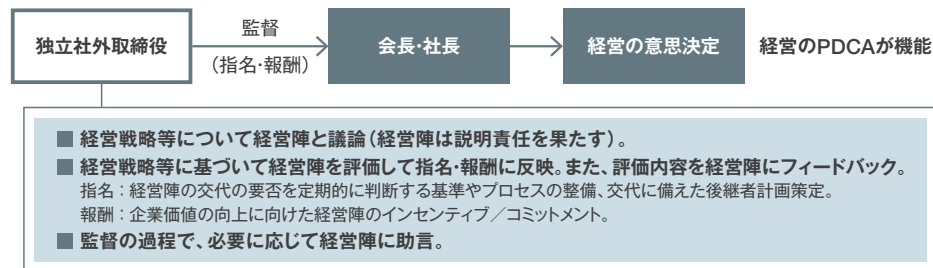 独立社外取締役
監督
（指名・報酬）
会長・社長
経営の意思決定
経営のPDCAが機能
■ 経営戦略等について経営陣と議論（経営陣は説明責任を果たす）。
■ 経営戦略等に基づいて経営陣を評価して指名・報酬に反映。また、評価内容を経営陣にフィードバック。
指名：経営陣の交代の要否を定期的に判断する基準やプロセスの整備、交代に備えた後継者計画策定。
報酬：企業価値の向上に向けた経営陣のインセンティブ／コミットメント。
■ 監督の過程で、必要に応じて経営陣に助言。